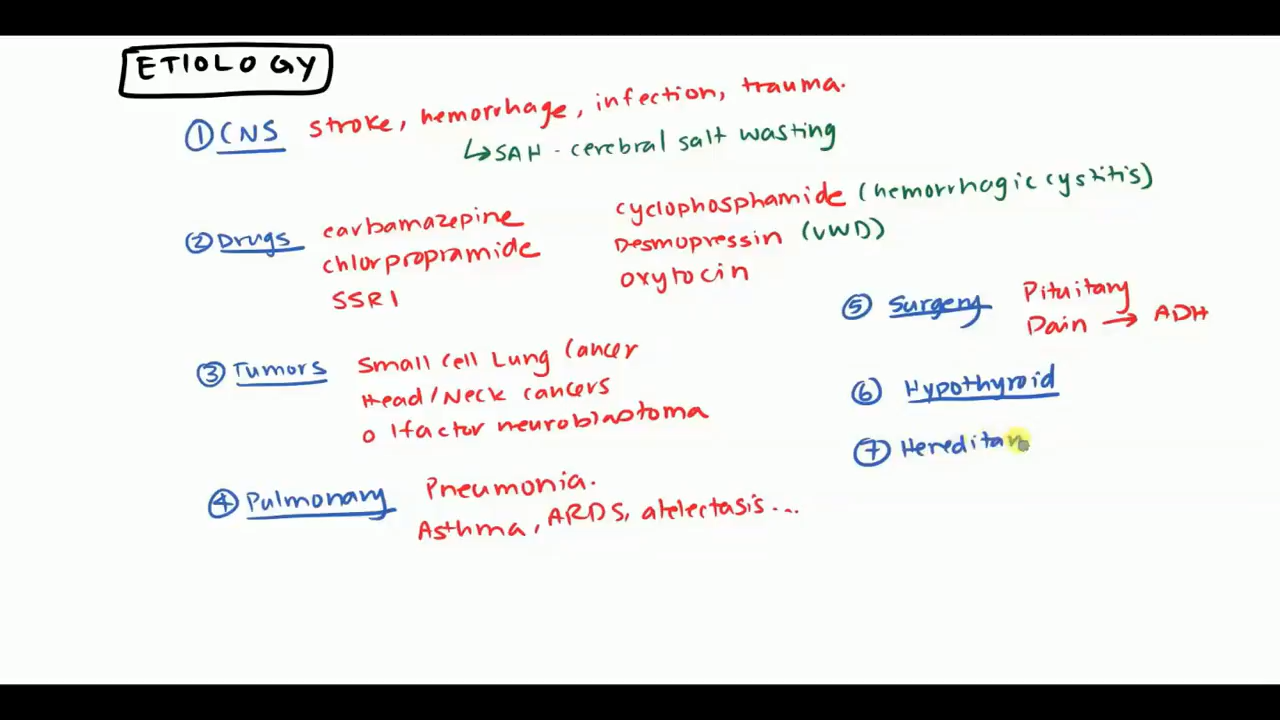 ETIOLOGY
① CNS stroke, hemorrhage, infection, trauma.
↳ SAH - cerebral salt wasting
② Drugs carbamazepine
chlorpropramide
SSRI
cyclophosphamide (hemorrhagic cystitis)
Desmopressin (vWD)
oxytocin
③ Tumors Small cell Lung Cancer
Head/Neck cancers
olfactor neuroblastoma
④ Pulmonary Pneumonia.
Asthma, ARDS, atelectasis...
⑤ Surgery Pituitary
Pain → ADH
⑥ Hypothyroid
⑦ Hereditar